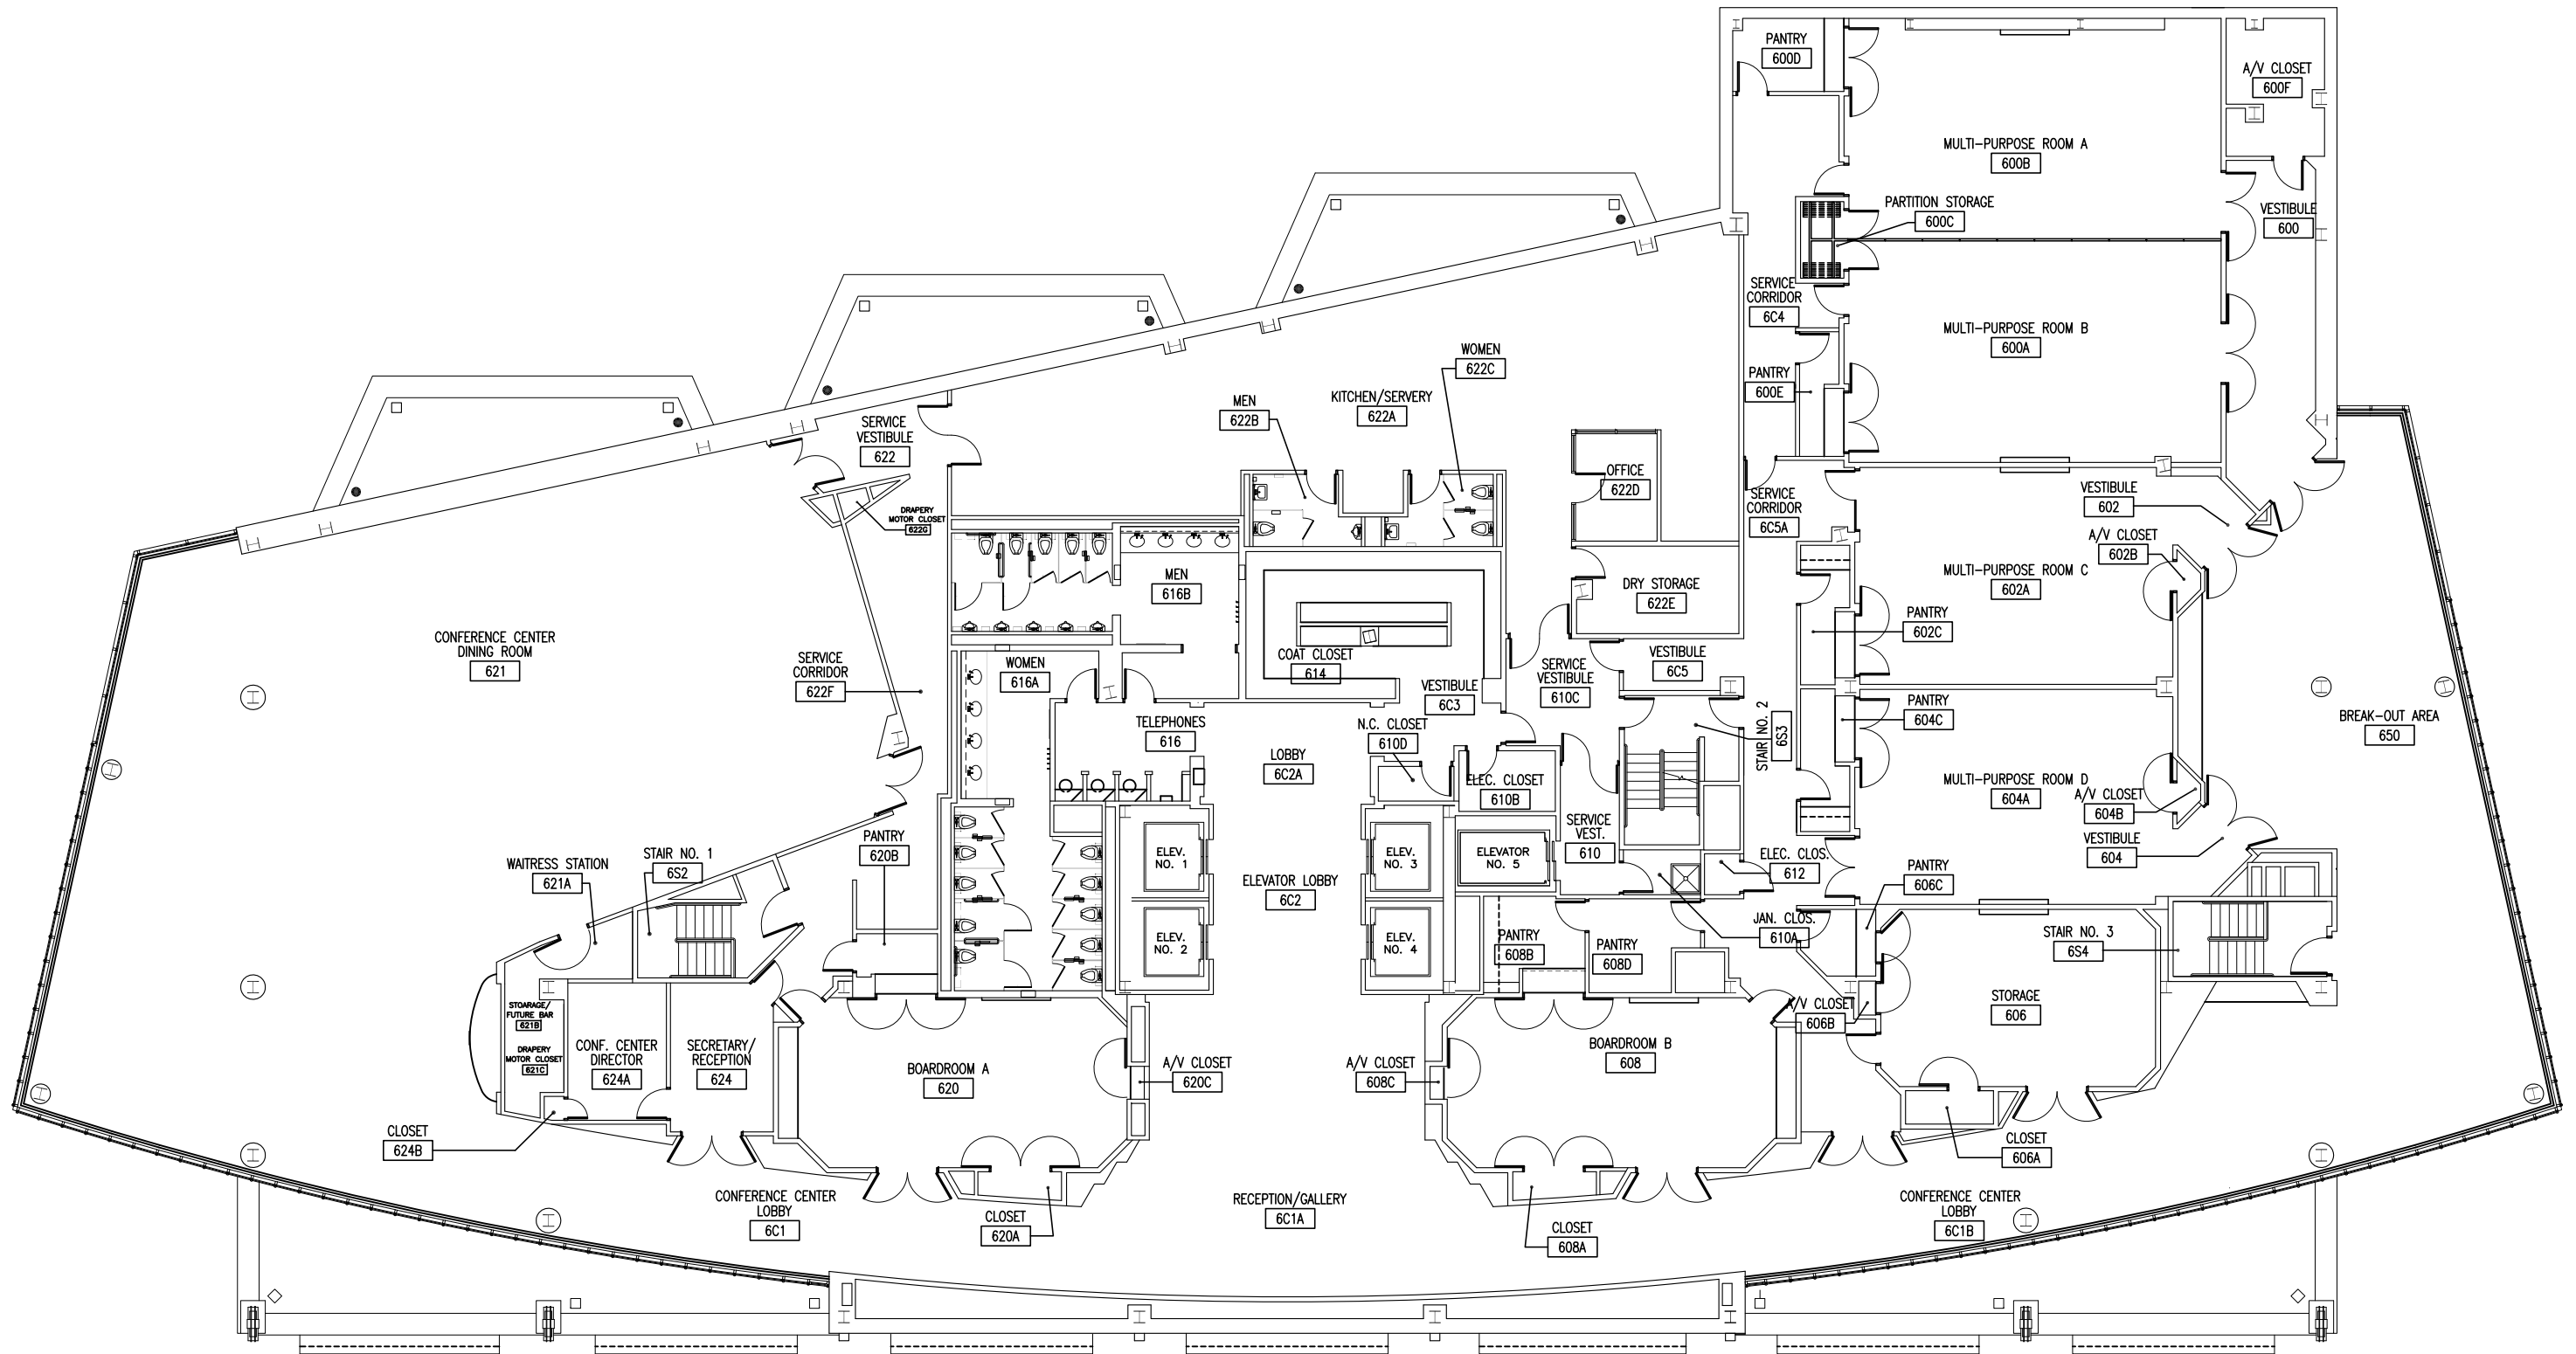 PANTRY
600D
A/V CLOSET
600F
MULTI-PURPOSE ROOM A
600B
PARTITION STORAGE
600C
VESTIBULE
600
SERVICE
CORRIDOR
6C4
MULTI-PURPOSE ROOM B
600A
PANTRY
600E
WOMEN
622C
KITCHEN/SERVERY
622A
MEN
622B
SERVICE
VESTIBULE
622
DRAPERY
MOTOR CLOSET
622G
OFFICE
622D
SERVICE
CORRIDOR
6C5A
VESTIBULE
602
A/V CLOSET
602B
MULTI-PURPOSE ROOM C
602A
MEN
616B
DRY STORAGE
622E
PANTRY
602C
CONFERENCE CENTER
DINING ROOM
621
SERVICE
CORRIDOR
622F
WOMEN
616A
COAT CLOSET
614
VESTIBULE
6C3
SERVICE
VESTIBULE
610C
VESTIBULE
6C5
STAIR NO. 2
6S3
PANTRY
604C
BREAK-OUT AREA
650
TELEPHONES
616
LOBBY
6C2A
N.C. CLOSET
610D
ELEC. CLOSET
610B
MULTI-PURPOSE ROOM D
604A
A/V CLOSET
604B
VESTIBULE
604
SERVICE
VEST.
610
ELEC. CLOS.
612
PANTRY
620B
STAIR NO. 1
6S2
WAITRESS STATION
621A
ELEV.
NO. 1
ELEV.
NO. 3
ELEVATOR
NO. 5
ELEVATOR LOBBY
6C2
PANTRY
606C
JAN. CLOS.
610A
ELEV.
NO. 2
ELEV.
NO. 4
PANTRY
608B
PANTRY
608D
STAIR NO. 3
6S4
STOARAGE/
FUTURE BAR
621B
DRAPERY
MOTOR CLOSET
621C
CONF. CENTER
DIRECTOR
624A
SECRETARY/
RECEPTION
624
BOARDROOM A
620
A/V CLOSET
620C
A/V CLOSET
608C
BOARDROOM B
608
A/V CLOSET
606B
STORAGE
606
CLOSET
624B
CLOSET
606A
CONFERENCE CENTER
LOBBY
6C1
CLOSET
620A
RECEPTION/GALLERY
6C1A
CLOSET
608A
CONFERENCE CENTER
LOBBY
6C1B